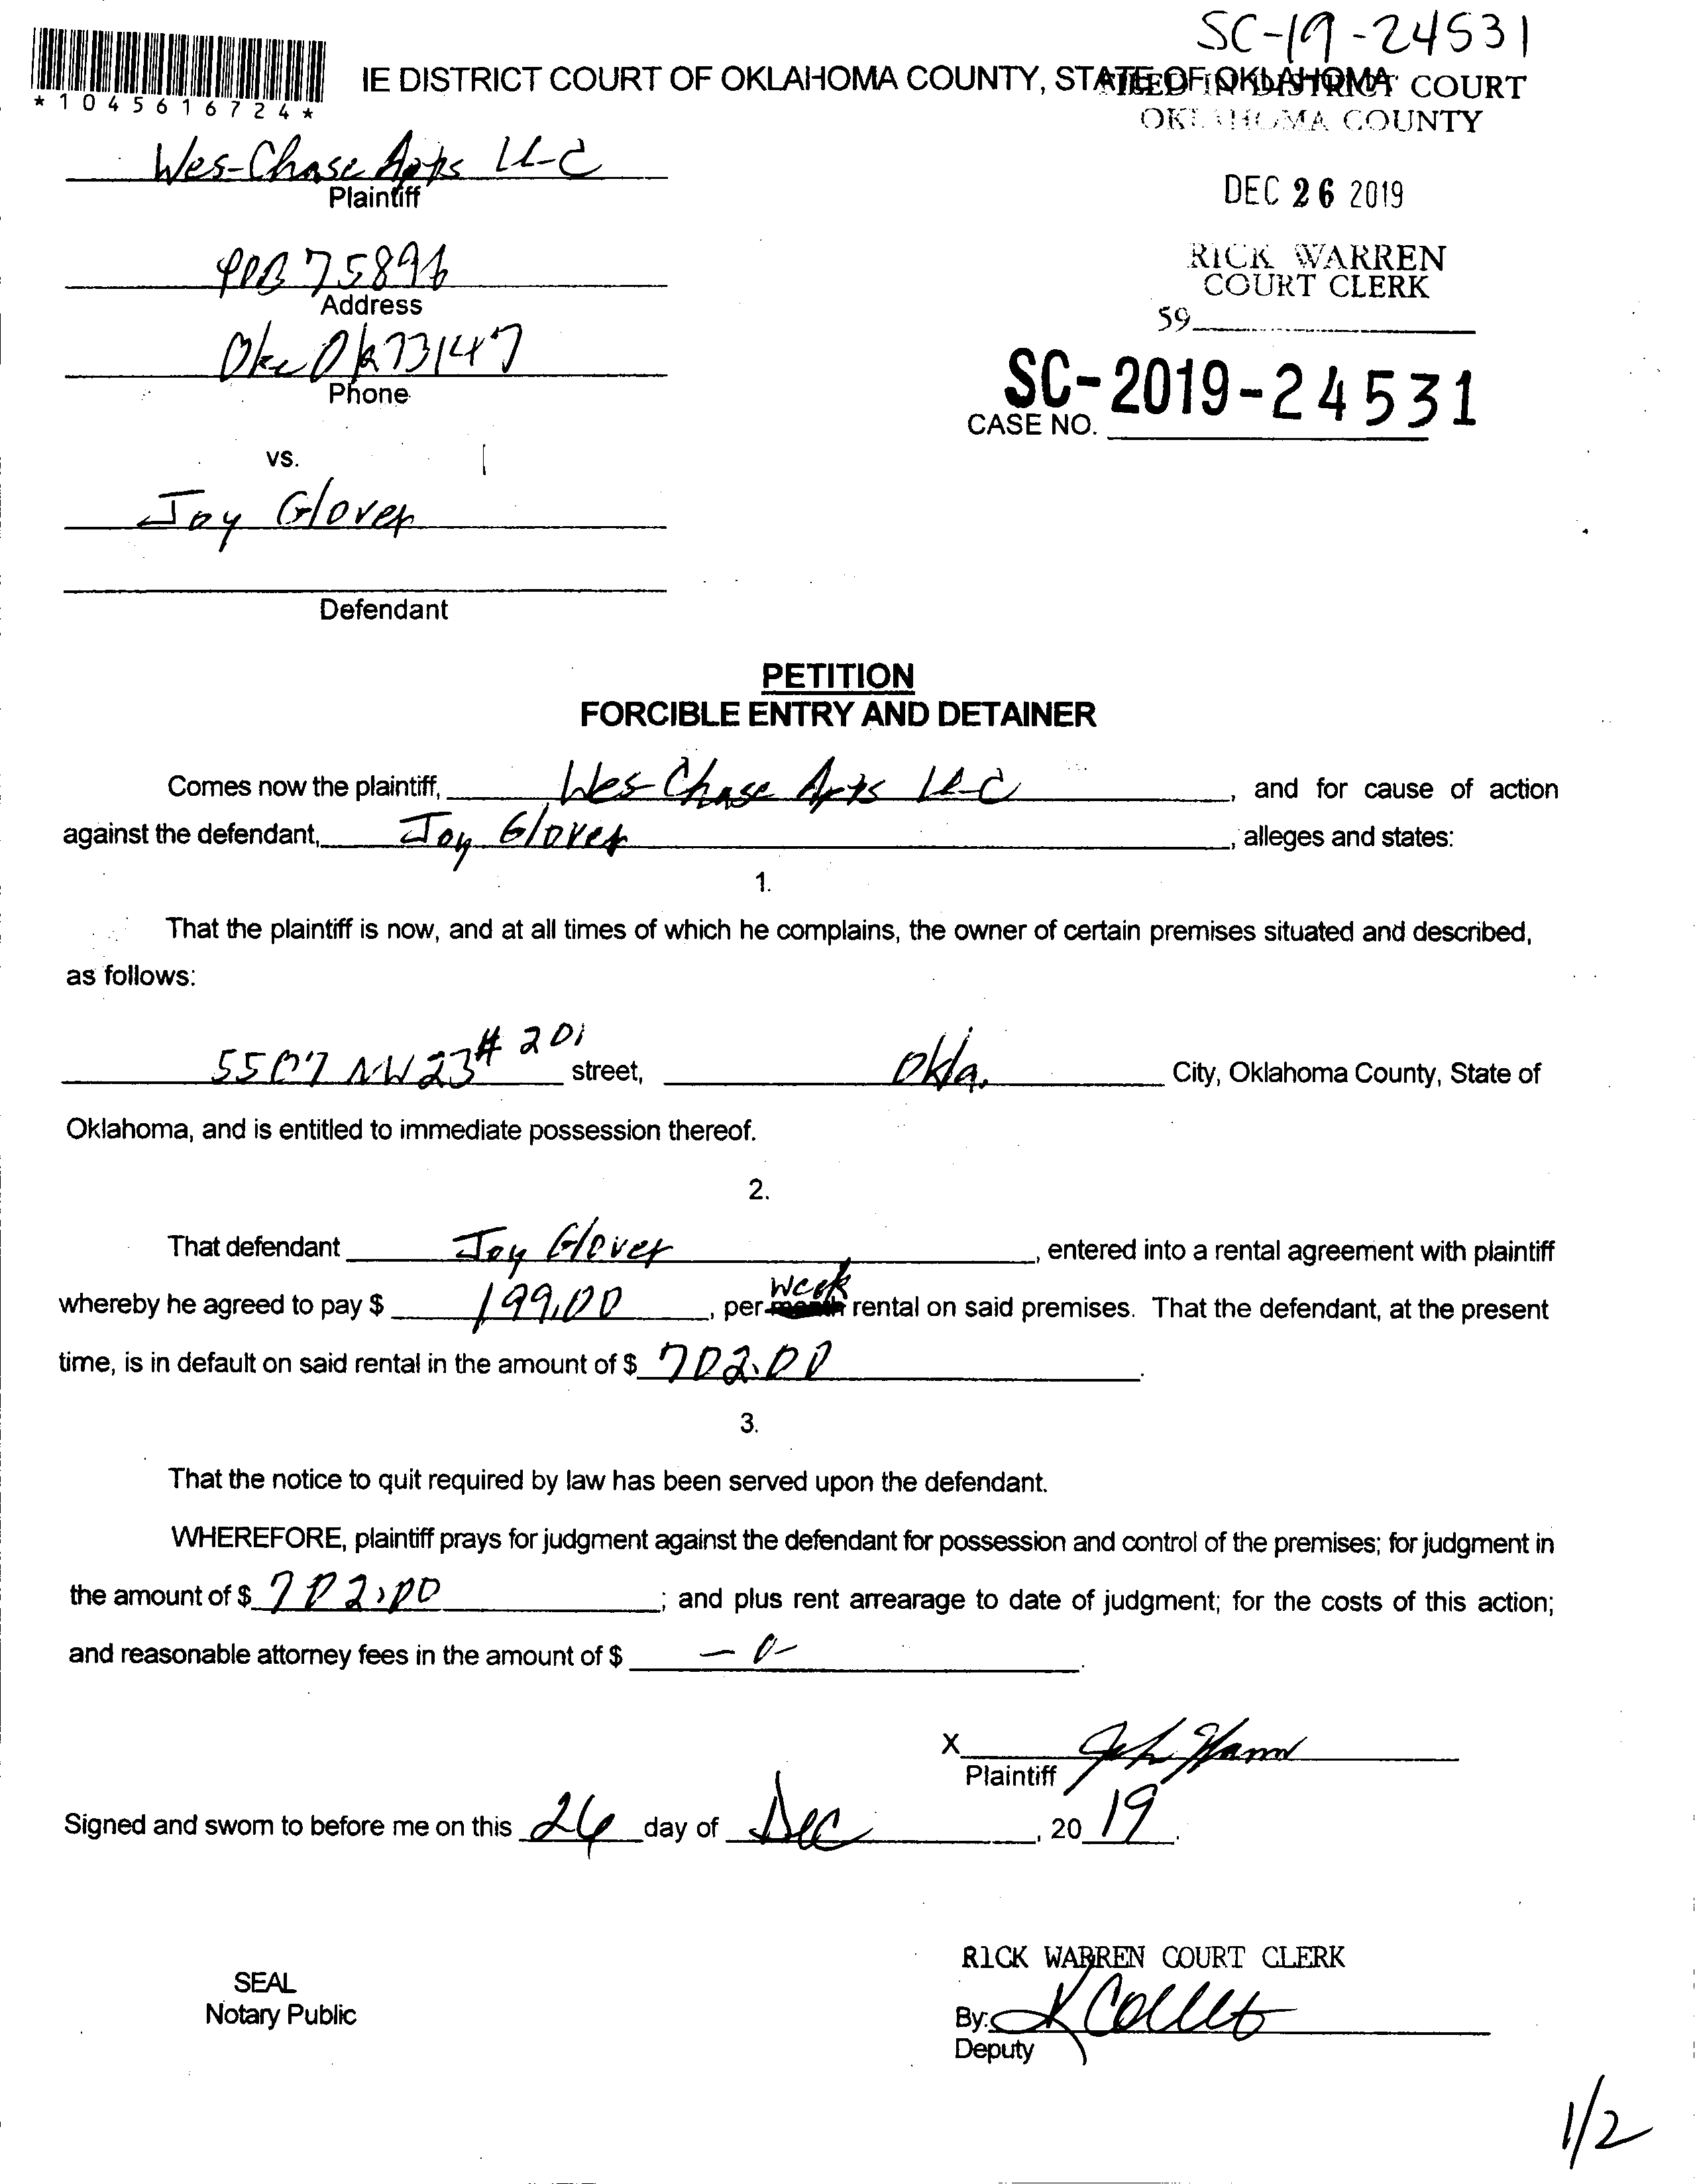 SC-19-24531
*1045616724*
IE DISTRICT COURT OF OKLAHOMA COUNTY, STATE OF OKLAHOMA
FILED IN DISTRICT COURT
OKLAHOMA COUNTY
Wes-Chase Apts LLC
Plaintiff
DEC 26 2019
POB 75896
Address
RICK WARREN
COURT CLERK
59
Okc Ok 73147
Phone
SC-2019-24531
CASE NO.
vs.
Joy Glover
Defendant
PETITION
FORCIBLE ENTRY AND DETAINER
Comes now the plaintiff, Wes-Chase Apts LLC, and for cause of action
against the defendant, Joy Glover, alleges and states:
1.
That the plaintiff is now, and at all times of which he complains, the owner of certain premises situated and described,
as follows:
5507 NW 23 # 201 street, Okla. City, Oklahoma County, State of
Oklahoma, and is entitled to immediate possession thereof.
2.
That defendant Joy Glover, entered into a rental agreement with plaintiff
week
whereby he agreed to pay $ 199.00, per month rental on said premises. That the defendant, at the present
time, is in default on said rental in the amount of $ 702.00.
3.
That the notice to quit required by law has been served upon the defendant.
WHEREFORE, plaintiff prays for judgment against the defendant for possession and control of the premises; for judgment in
the amount of $ 702.00; and plus rent arrearage to date of judgment; for the costs of this action;
and reasonable attorney fees in the amount of $ -0-.
X
Plaintiff
Signed and sworn to before me on this 26 day of Dec, 2019.
RICK WARREN COURT CLERK
SEAL
Notary Public
By:
Deputy
1/2